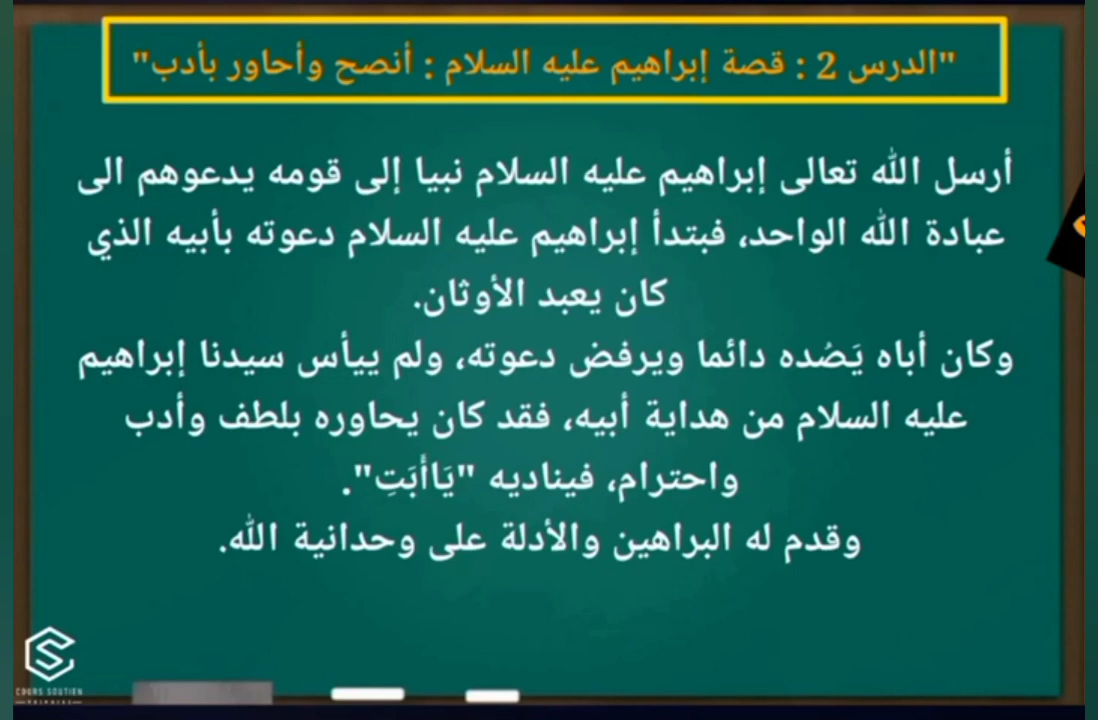 "الدرس 2 : قصة إبراهيم عليه السلام : أنصح وأحاور بأدب"
أرسل الله تعالى إبراهيم عليه السلام نبيا إلى قومه يدعوهم الى
عبادة الله الواحد، فبتدأ إبراهيم عليه السلام دعوته بأبيه الذي
كان يعبد الأوثان.
وكان أباه يَصُده دائما ويرفض دعوته، ولم ييأس سيدنا إبراهيم
عليه السلام من هداية أبيه، فقد كان يحاوره بلطف وأدب
واحترام، فيناديه "يَاأَبَتِ".
وقدم له البراهين والأدلة على وحدانية الله.
COURS SOUTIEN